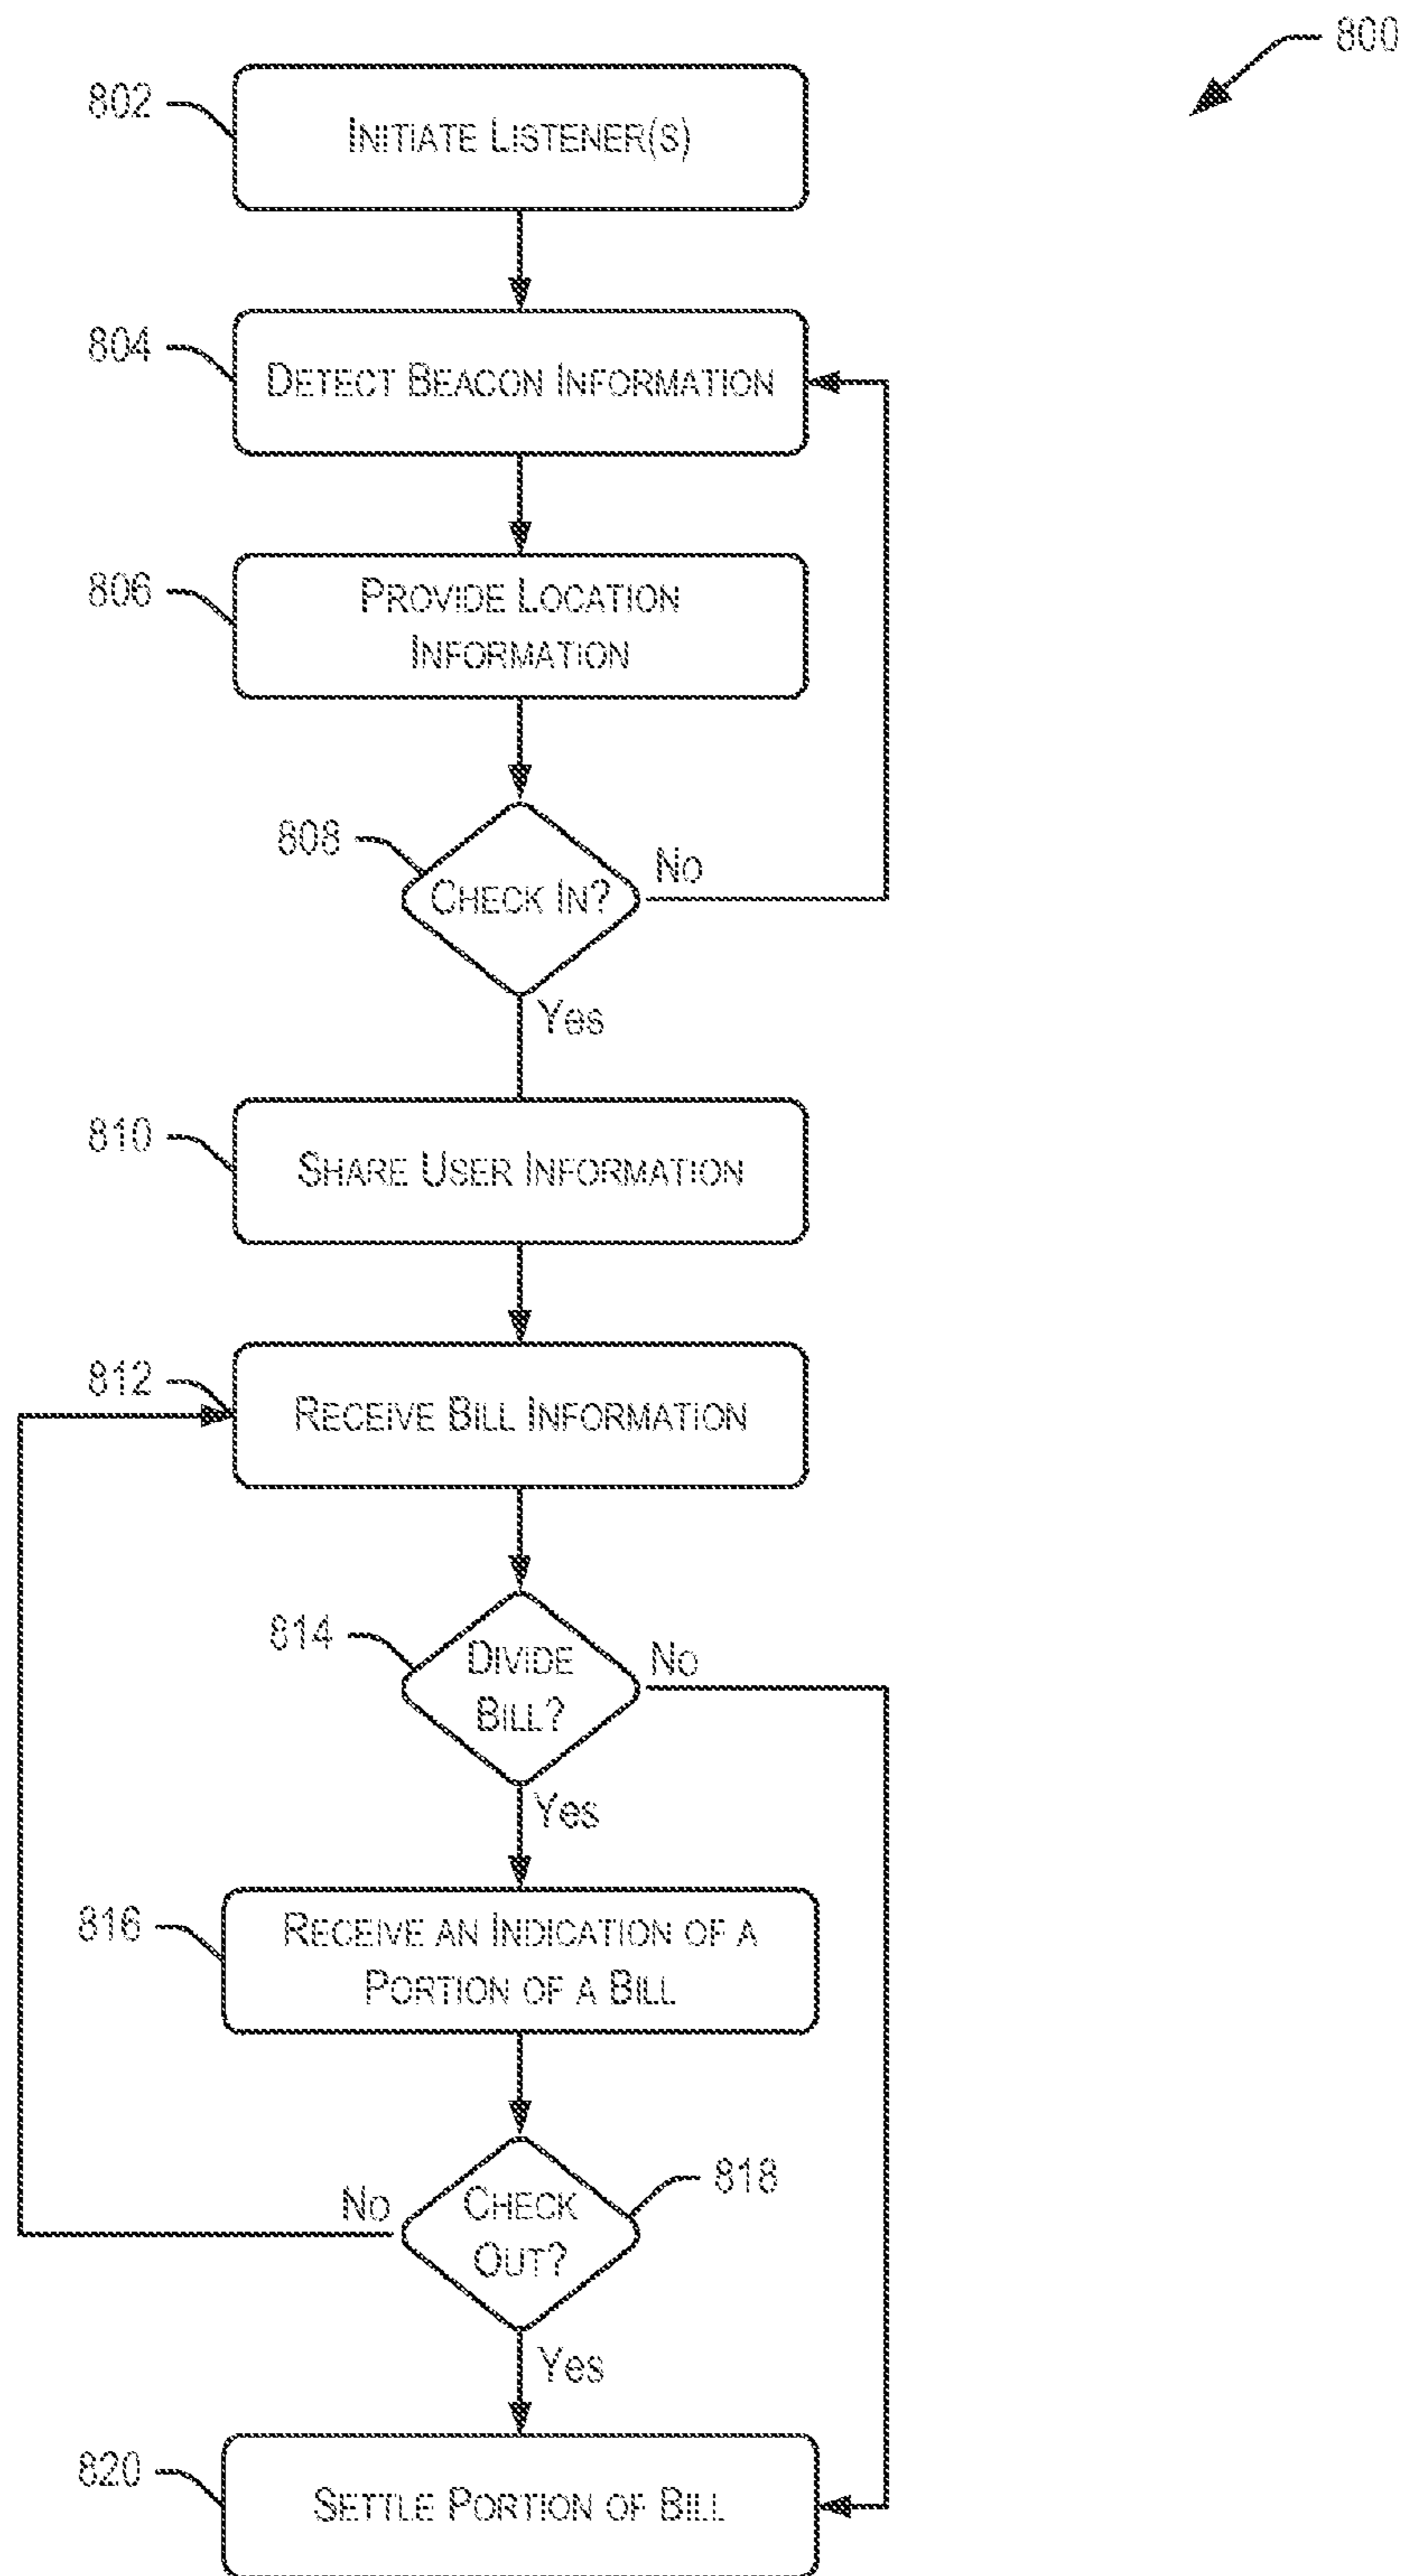 800
802
INITIATE LISTENER(S)
804
DETECT BEACON INFORMATION
806
PROVIDE LOCATION
INFORMATION
808
CHECK IN?
No
Yes
810
SHARE USER INFORMATION
812
RECEIVE BILL INFORMATION
814
DIVIDE
BILL?
No
Yes
816
RECEIVE AN INDICATION OF A
PORTION OF A BILL
818
No
CHECK
OUT?
Yes
820
SETTLE PORTION OF BILL